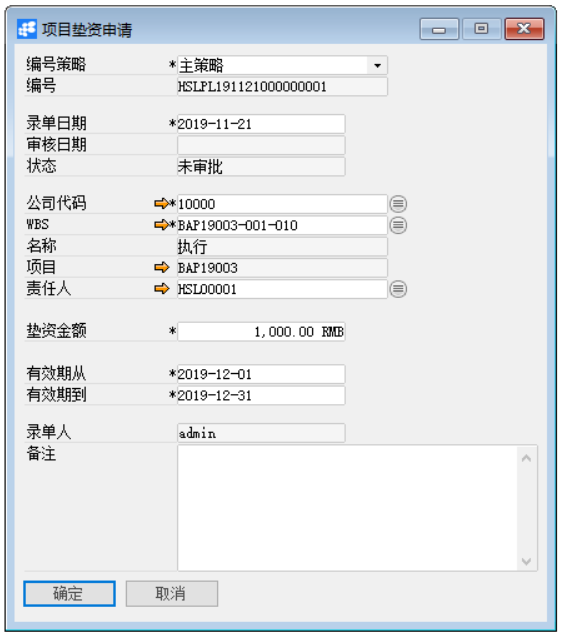 项目垫资申请
编号策略 *主策略
编号 HSLPL191121000000001
录单日期 *2019-11-21
审核日期
状态 未审批
公司代码 *10000
WBS *BAP19003-001-010
名称 执行
项目 BAP19003
责任人 HSL00001
垫资金额 * 1,000.00 RMB
有效期从 *2019-12-01
有效期到 *2019-12-31
录单人 admin
备注
确定 取消